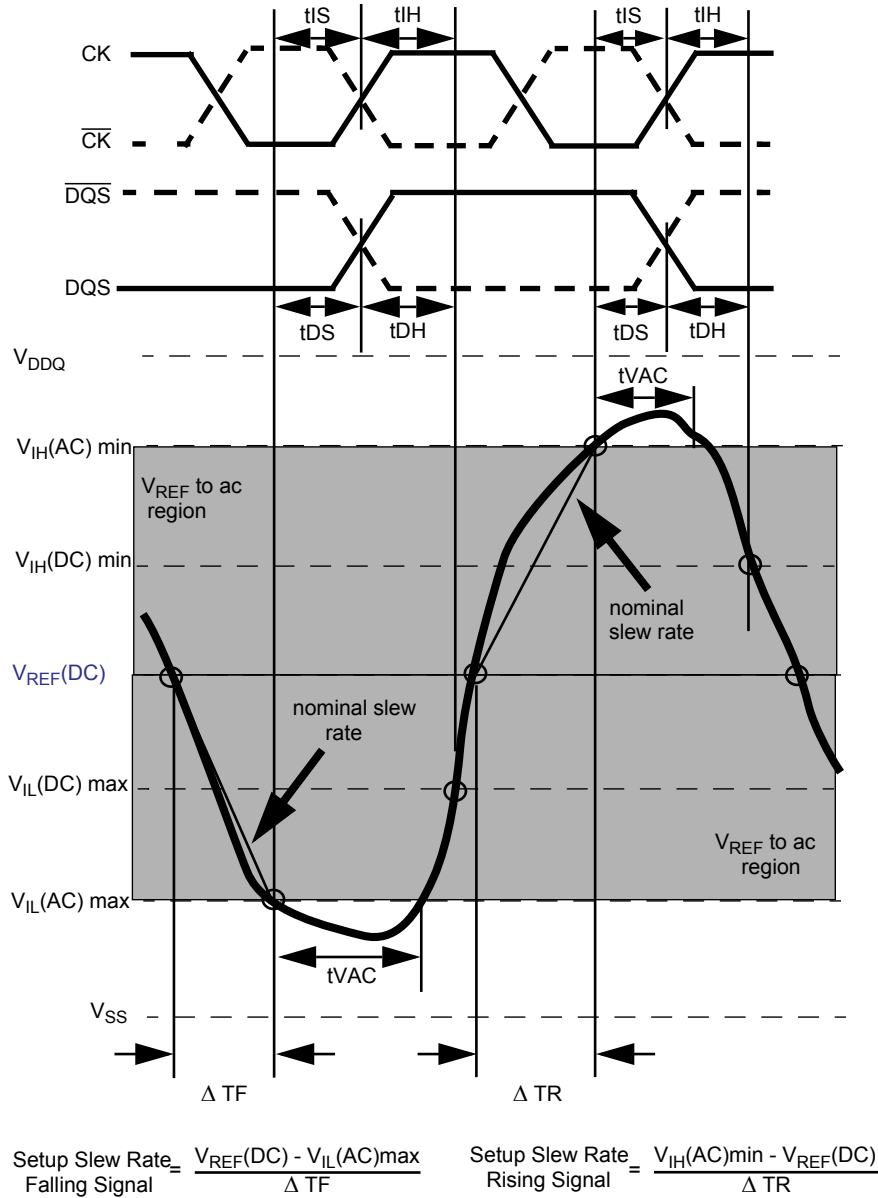 tIS tIH tIS tIH
CK
C̅K̅
D̅Q̅S̅
DQS
tDS tDH tDS tDH
VDDQ
tVAC
VIH(AC) min
VREF to ac
region
VIH(DC) min
nominal
slew rate
VREF(DC)
nominal slew
rate
VIL(DC) max
VREF to ac
region
VIL(AC) max
tVAC
VSS
Δ TF Δ TR
Setup Slew Rate
Falling Signal
=
VREF(DC) - VIL(AC)max
Δ TF
Setup Slew Rate
Rising Signal
=
VIH(AC)min - VREF(DC)
Δ TR